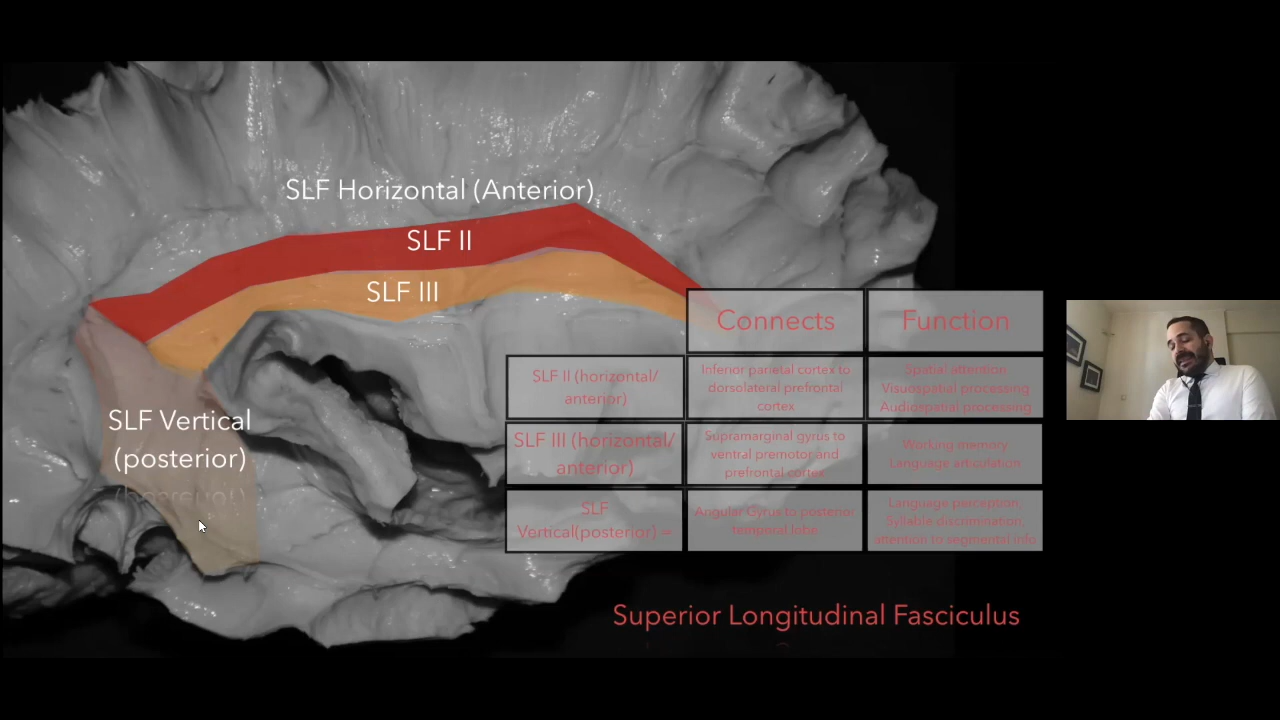 SLF Horizontal (Anterior)
SLF II
SLF III
SLF Vertical
(posterior)
Connects
Function
SLF II (horizontal/
anterior)
Inferior parietal cortex to
dorsolateral prefrontal
cortex
Spatial attention
Visuospatial processing
Audiospatial processing
SLF III (horizontal/
anterior)
Supramarginal gyrus to
ventral premotor and
prefrontal cortex
Working memory
Language articulation
SLF
Vertical(posterior) –
Angular Gyrus to posterior
temporal lobe
Language perception,
Syllable discrimination,
attention to segmental info
Superior Longitudinal Fasciculus